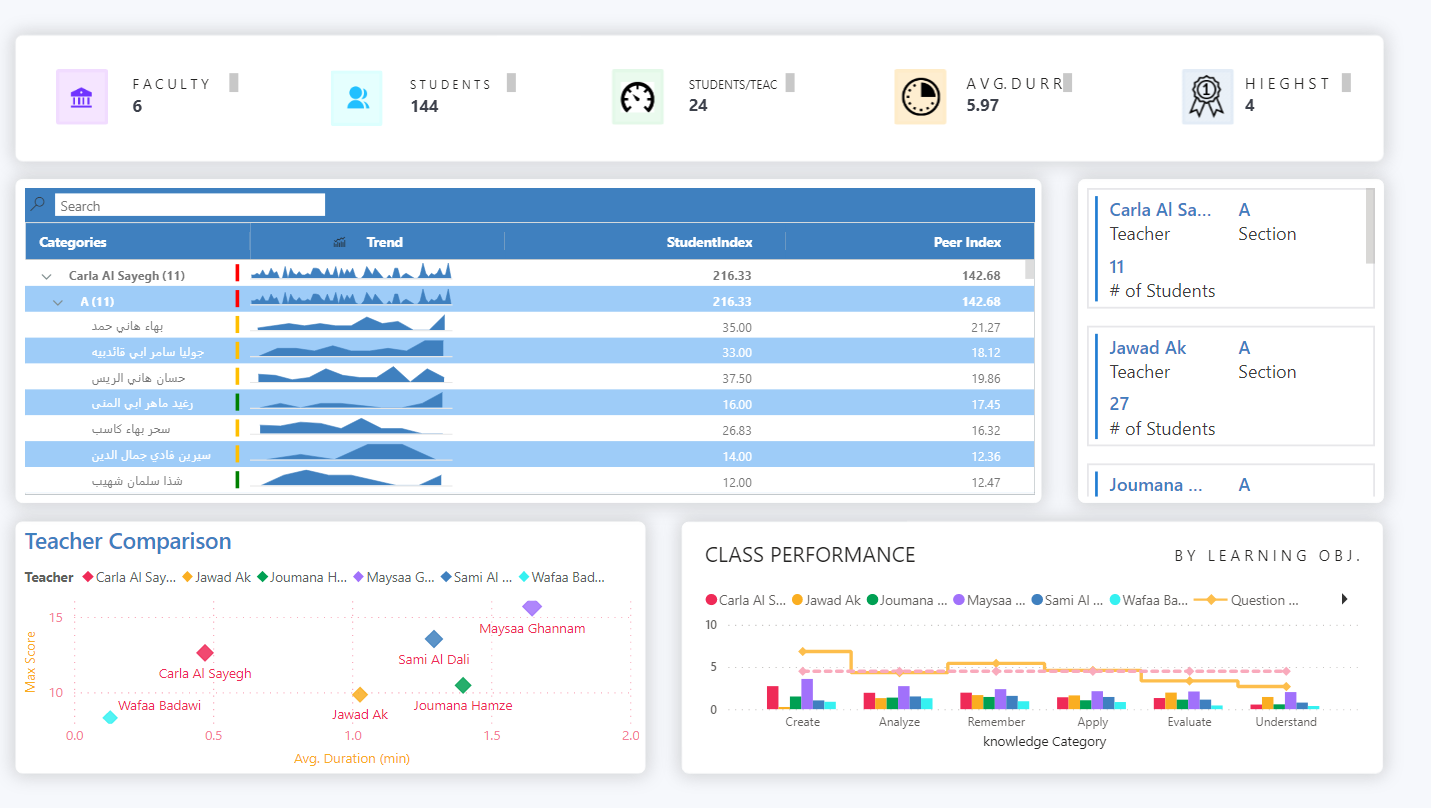 FACULTY
6
STUDENTS
144
STUDENTS/TEAC
24
AVG.DURR
5.97
HIEGHST
4
1
Search
Categories Trend StudentIndex Peer Index
Carla Al Sayegh (11) 216.33 142.68
A (11) 216.33 142.68
بهاء هاني حمد 35.00 21.27
جوليا سامر ابي قائدبيه 33.00 18.12
حسان هاني الريس 37.50 19.86
رغيد ماهر ابي المنى 16.00 17.45
سحر بهاء كاسب 26.83 16.32
سيرين فادي جمال الدين 14.00 12.36
شذا سلمان شهيب 12.00 12.47
Carla Al Sa... A
Teacher Section
11
# of Students
Jawad Ak A
Teacher Section
27
# of Students
Joumana ... A
Teacher Comparison
Teacher Carla Al Say... Jawad Ak Joumana H... Maysaa G... Sami Al ... Wafaa Bad...
Max Score
15
10
Maysaa Ghannam
Sami Al Dali
Carla Al Sayegh
Wafaa Badawi
Jawad Ak
Joumana Hamze
0.0 0.5 1.0 1.5 2.0
Avg. Duration (min)
CLASS PERFORMANCE
BY LEARNING OBJ.
Carla Al S... Jawad Ak Joumana ... Maysaa ... Sami Al ... Wafaa Ba... Question ...
10
5
0
Create Analyze Remember Apply Evaluate Understand
knowledge Category